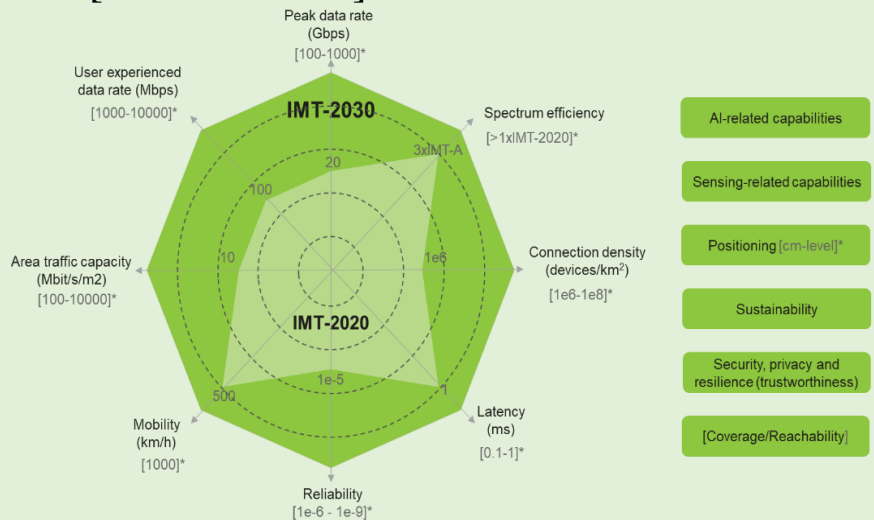 Peak data rate
(Gbps)
[100-1000]*
User experienced
data rate (Mbps)
[1000-10000]*
IMT-2030
Spectrum efficiency
[>1xIMT-2020]*
3xIMT-A
20
100
AI-related capabilities
Sensing-related capabilities
Area traffic capacity
(Mbit/s/m2)
[100-10000]*
10
1e6
Connection density
(devices/km²)
[1e6-1e8]*
Positioning [cm-level]*
Sustainability
IMT-2020
1e-5
500
1
Mobility
(km/h)
[1000]*
Latency
(ms)
[0.1-1]*
Reliability
[1e-6 - 1e-9]*
Security, privacy and
resilience (trustworthiness)
[Coverage/Reachability]